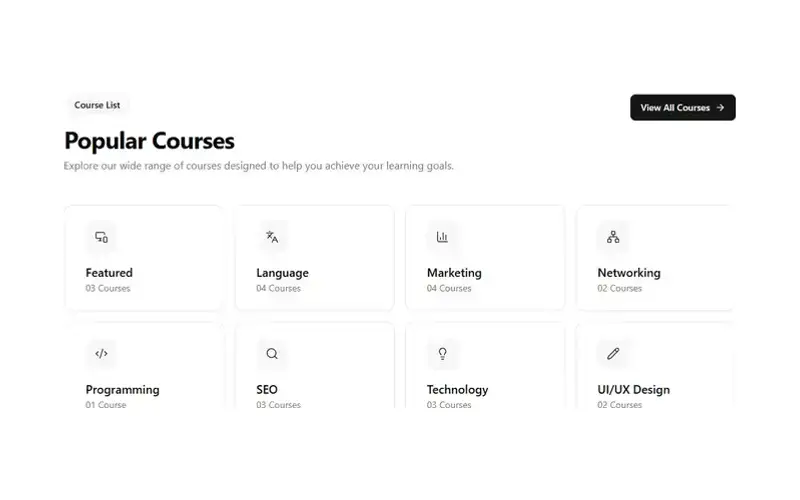 Course List
View All Courses →
Popular Courses
Explore our wide range of courses designed to help you achieve your learning goals.
Featured
03 Courses
Language
04 Courses
Marketing
04 Courses
Networking
02 Courses
Programming
01 Course
SEO
03 Courses
Technology
03 Courses
UI/UX Design
02 Courses